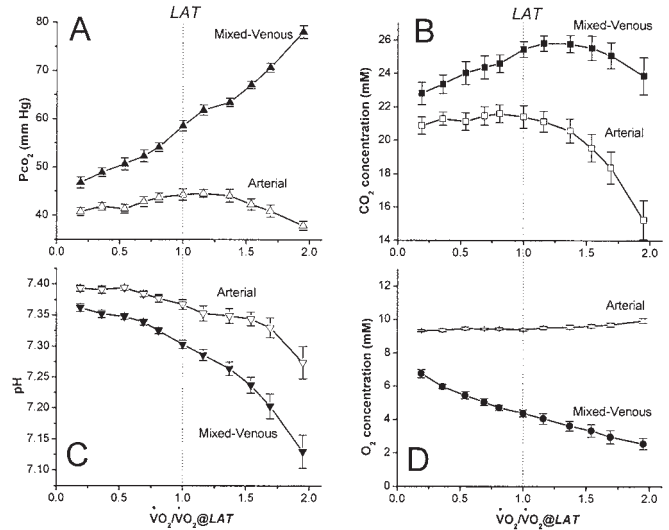 LAT
A
Mixed-Venous
Arterial
Pco₂ (mm Hg)
80
70
60
50
40
0.0 0.5 1.0 1.5 2.0
LAT
B
Mixed-Venous
Arterial
CO₂ concentration (mM)
28
26
24
22
20
18
16
14
0.0 0.5 1.0 1.5 2.0
C
Arterial
Mixed-Venous
pH
7.40
7.35
7.30
7.25
7.20
7.15
7.10
0.0 0.5 1.0 1.5 2.0
V̇O₂/V̇O₂@LAT
D
Arterial
Mixed-Venous
O₂ concentration (mM)
12
10
8
6
4
2
0
0.0 0.5 1.0 1.5 2.0
V̇O₂/V̇O₂@LAT